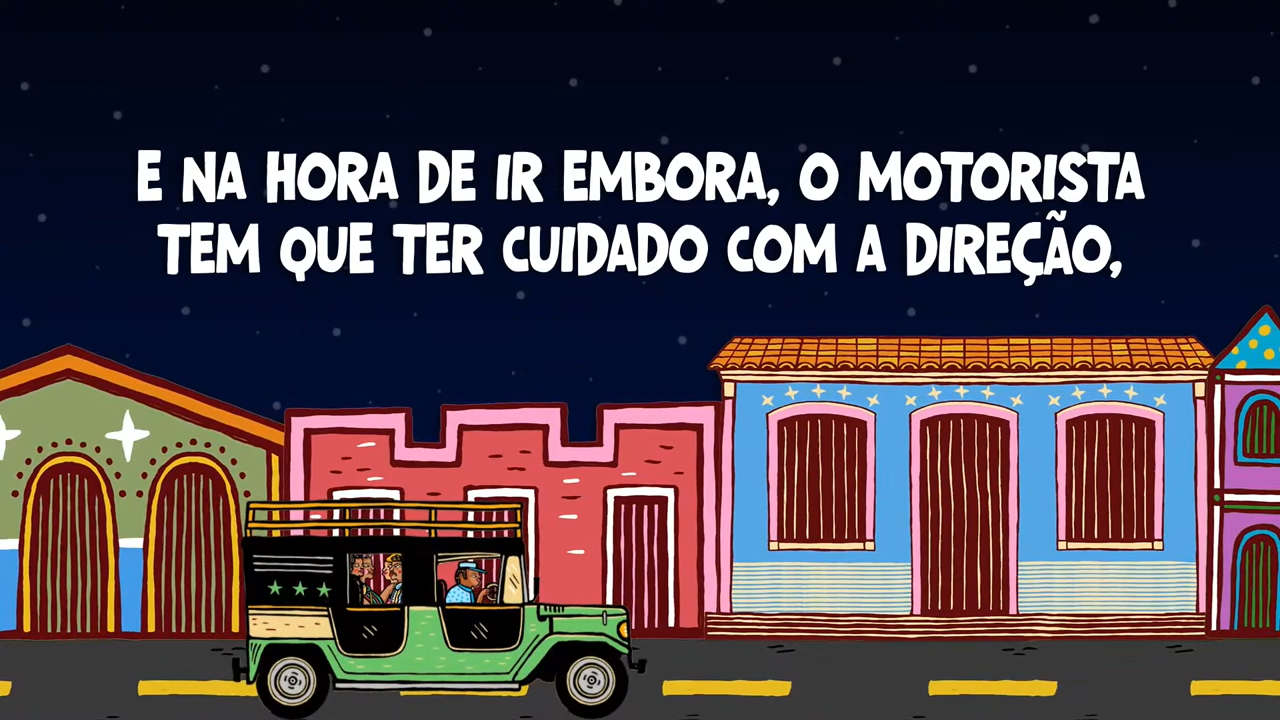 E NA HORA DE IR EMBORA, O MOTORISTA
TEM QUE TER CUIDADO COM A DIREÇÃO,